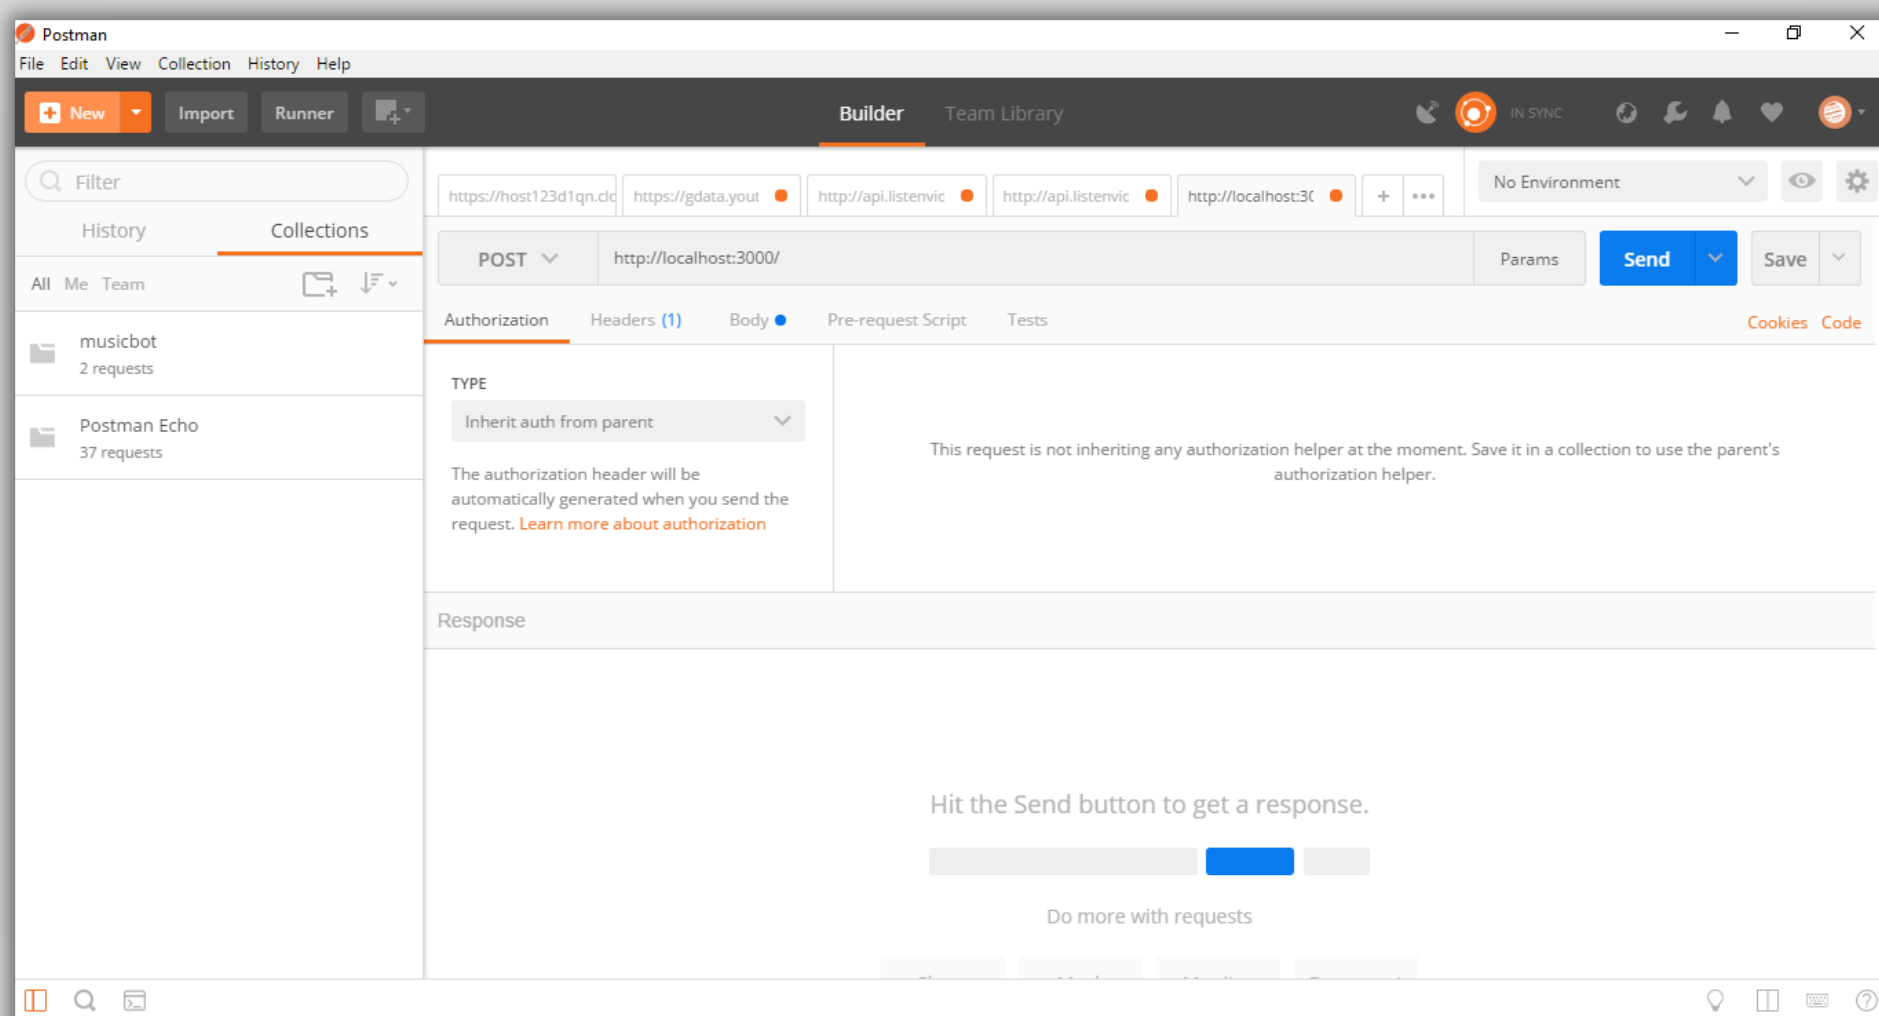 Postman
File Edit View Collection History Help
New Import Runner Builder Team Library IN SYNC
Filter
History Collections
All Me Team
musicbot
2 requests
Postman Echo
37 requests
https://host123d1qn.clc https://gdata.yout http://api.listenvic http://api.listenvic http://localhost:30 + No Environment
POST http://localhost:3000/ Params Send Save
Authorization Headers (1) Body Pre-request Script Tests Cookies Code
TYPE
Inherit auth from parent
The authorization header will be
automatically generated when you send the
request. Learn more about authorization
This request is not inheriting any authorization helper at the moment. Save it in a collection to use the parent's
authorization helper.
Response
Hit the Send button to get a response.
Do more with requests